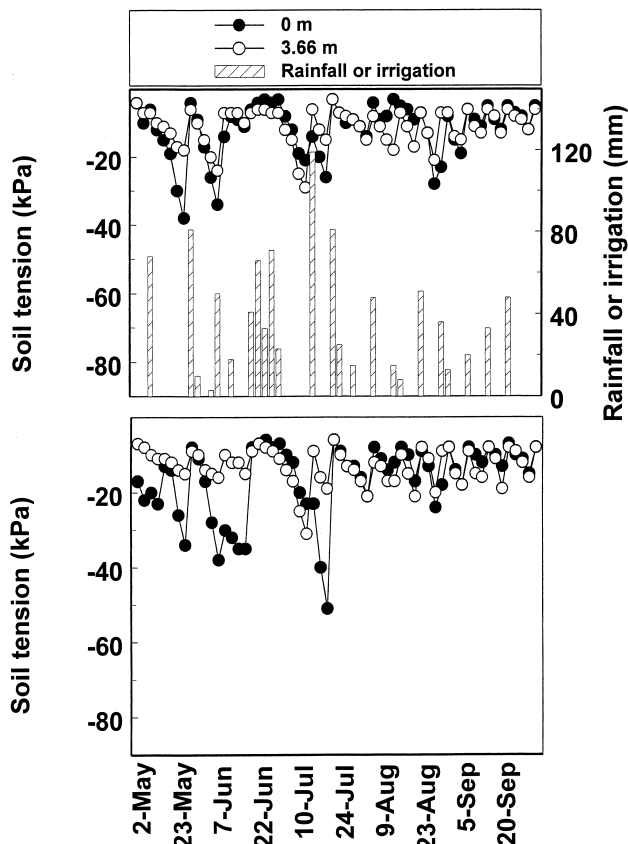 0 m
3.66 m
Rainfall or irrigation
Soil tension (kPa)
-20
-40
-60
-80
Rainfall or irrigation (mm)
120
80
40
0
Soil tension (kPa)
-20
-40
-60
-80
2-May
23-May
7-Jun
22-Jun
10-Jul
24-Jul
9-Aug
23-Aug
5-Sep
20-Sep